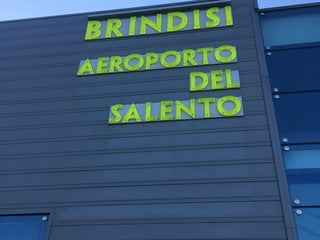 BRINDISI
AEROPORTO
DEL
SALENTO